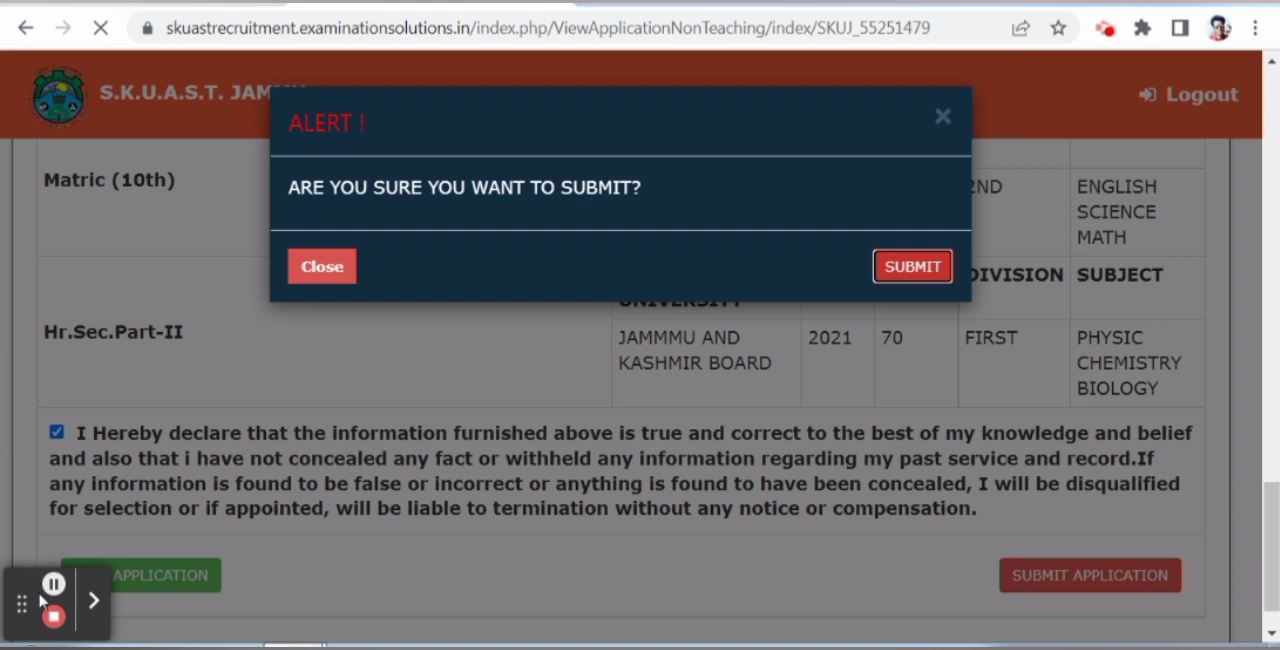 skuastrecruitment.examinationsolutions.in/index.php/ViewApplicationNonTeaching/index/SKUJ_55251479
S.K.U.A.S.T.
Logout
ALERT !
ARE YOU SURE YOU WANT TO SUBMIT?
Close
SUBMIT
Matric (10th)
ENGLISH
SCIENCE
MATH
DIVISION SUBJECT
Hr.Sec.Part-II
JAMMMU AND
KASHMIR BOARD
2021
70
FIRST
PHYSIC
CHEMISTRY
BIOLOGY
I Hereby declare that the information furnished above is true and correct to the best of my knowledge and belief
and also that i have not concealed any fact or withheld any information regarding my past service and record.If
any information is found to be false or incorrect or anything is found to have been concealed, I will be disqualified
for selection or if appointed, will be liable to termination without any notice or compensation.
APPLICATION
SUBMIT APPLICATION